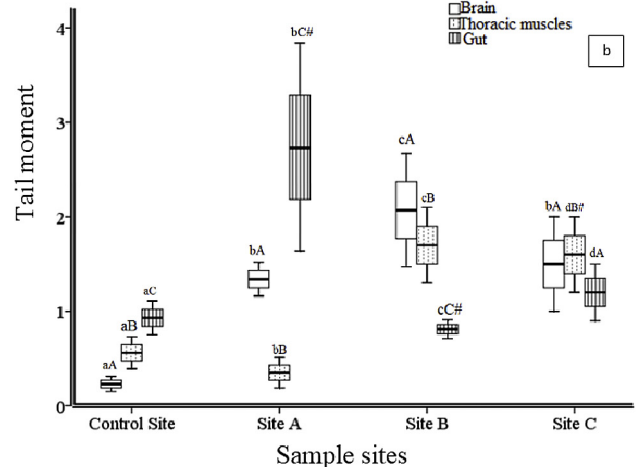 Brain
Thoracic muscles
Gut
b
Tail moment
4
3
2
1
0
aA
aB
aC
bA
bB
bC#
cA
cB
cC#
bA
dB#
dA
Control Site
Site A
Site B
Site C
Sample sites